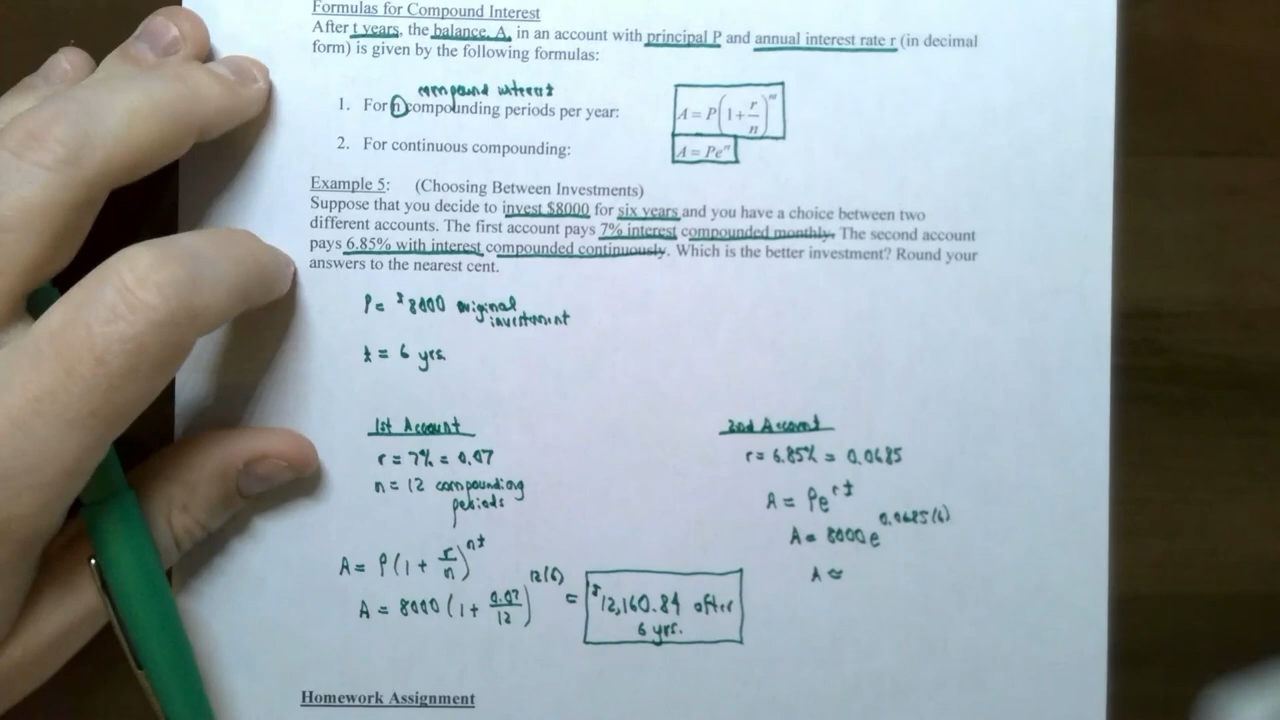 Formulas for Compound Interest
After t years, the balance, A, in an account with principal P and annual interest rate r (in decimal
form) is given by the following formulas:
compound interest
1. For n compounding periods per year: A = P(1 + r/n)^nt
2. For continuous compounding: A = Pe^rt
Example 5: (Choosing Between Investments)
Suppose that you decide to invest $8000 for six years and you have a choice between two
different accounts. The first account pays 7% interest compounded monthly. The second account
pays 6.85% with interest compounded continuously. Which is the better investment? Round your
answers to the nearest cent.
P = $8000 original
investment
t = 6 yrs.
1st Account
r = 7% = 0.07
n = 12 compounding
periods
A = P(1 + r/n)^nt
A = 8000(1 + 0.07/12)^12(6) = $12,160.84 after
6 yrs.
2nd Account
r = 6.85% = 0.0685
A = Pe^rt
A = 8000e^0.0685(6)
A ≈
Homework Assignment